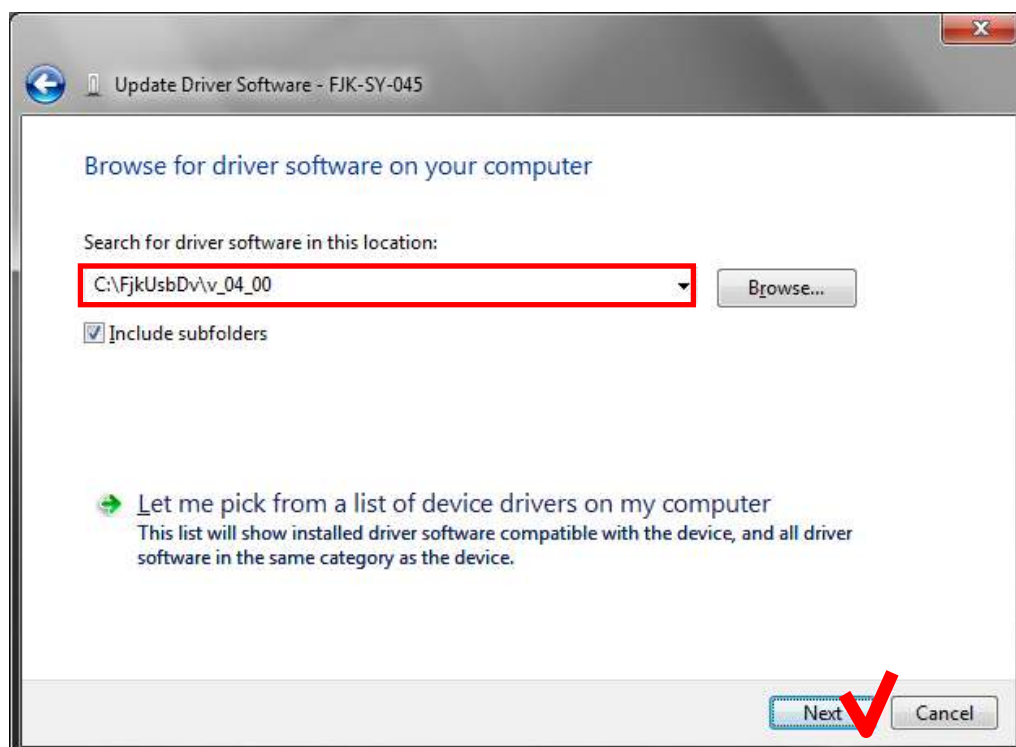 Update Driver Software - FJK-SY-045
Browse for driver software on your computer
Search for driver software in this location:
C:\FjkUsbDv\v_04_00
Browse...
Include subfolders
Let me pick from a list of device drivers on my computer
This list will show installed driver software compatible with the device, and all driver
software in the same category as the device.
Next
Cancel